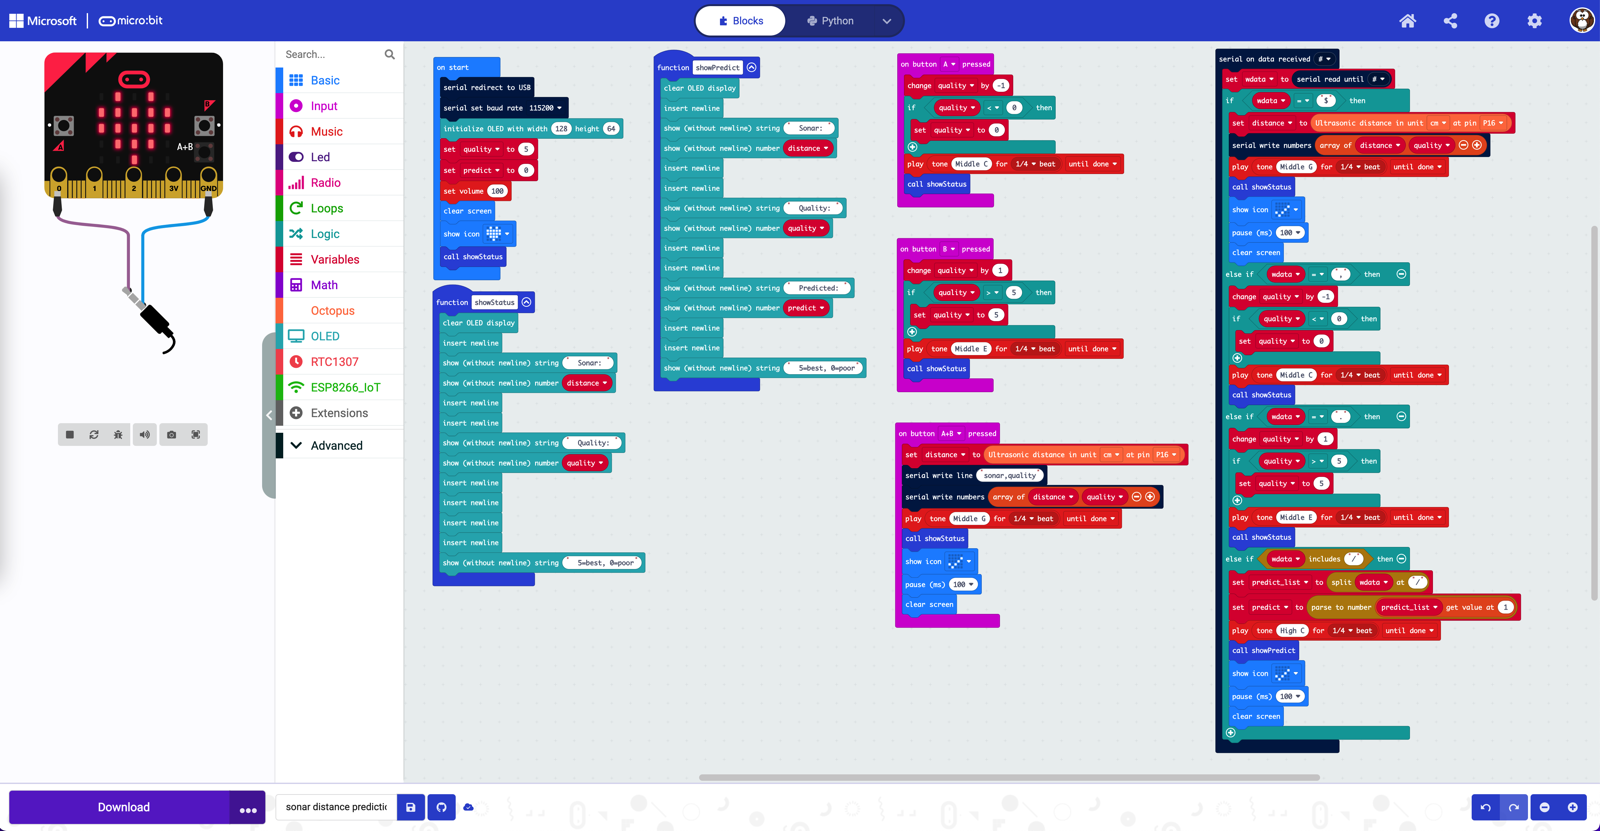 Microsoft | micro:bit
Blocks
Python
A
B
A+B
0 1 2 3V GND
Search...
Basic
Input
Music
Led
Radio
Loops
Logic
Variables
Math
Octopus
OLED
RTC1307
ESP8266_IoT
Extensions
Advanced
on start
serial redirect to USB
serial set baud rate 115200
initialize OLED with width 128 height 64
set quality to 5
set predict to 0
set volume 100
clear screen
show icon
call showStatus
function showStatus
clear OLED display
insert newline
show (without newline) string " Sonar: "
show (without newline) number distance
insert newline
insert newline
show (without newline) string " Quality: "
show (without newline) number quality
insert newline
insert newline
insert newline
insert newline
show (without newline) string " 5=best, 0=poor "
function showPredict
clear OLED display
insert newline
show (without newline) string " Sonar: "
show (without newline) number distance
insert newline
insert newline
show (without newline) string " Quality: "
show (without newline) number quality
insert newline
insert newline
show (without newline) string " Predicted: "
show (without newline) number predict
insert newline
insert newline
show (without newline) string " 5=best, 0=poor "
on button A pressed
change quality by -1
if quality < 0 then
set quality to 0
play tone Middle C for 1/4 beat until done
call showStatus
on button B pressed
change quality by 1
if quality > 5 then
set quality to 5
play tone Middle E for 1/4 beat until done
call showStatus
on button A+B pressed
set distance to Ultrasonic distance in unit cm at pin P16
serial write line "sonar,quality"
serial write numbers array of distance quality
play tone Middle G for 1/4 beat until done
call showStatus
show icon
pause (ms) 100
clear screen
serial on data received #
set wdata to serial read until #
if wdata = "$" then
set distance to Ultrasonic distance in unit cm at pin P16
serial write numbers array of distance quality
play tone Middle G for 1/4 beat until done
call showStatus
show icon
pause (ms) 100
clear screen
else if wdata = "," then
change quality by -1
if quality < 0 then
set quality to 0
play tone Middle C for 1/4 beat until done
call showStatus
else if wdata = "." then
change quality by 1
if quality > 5 then
set quality to 5
play tone Middle E for 1/4 beat until done
call showStatus
else if wdata includes "/" then
set predict_list to split wdata at "/"
set predict to parse to number predict_list get value at 1
play tone High C for 1/4 beat until done
call showPredict
show icon
pause (ms) 100
clear screen
Download
sonar distance predictic